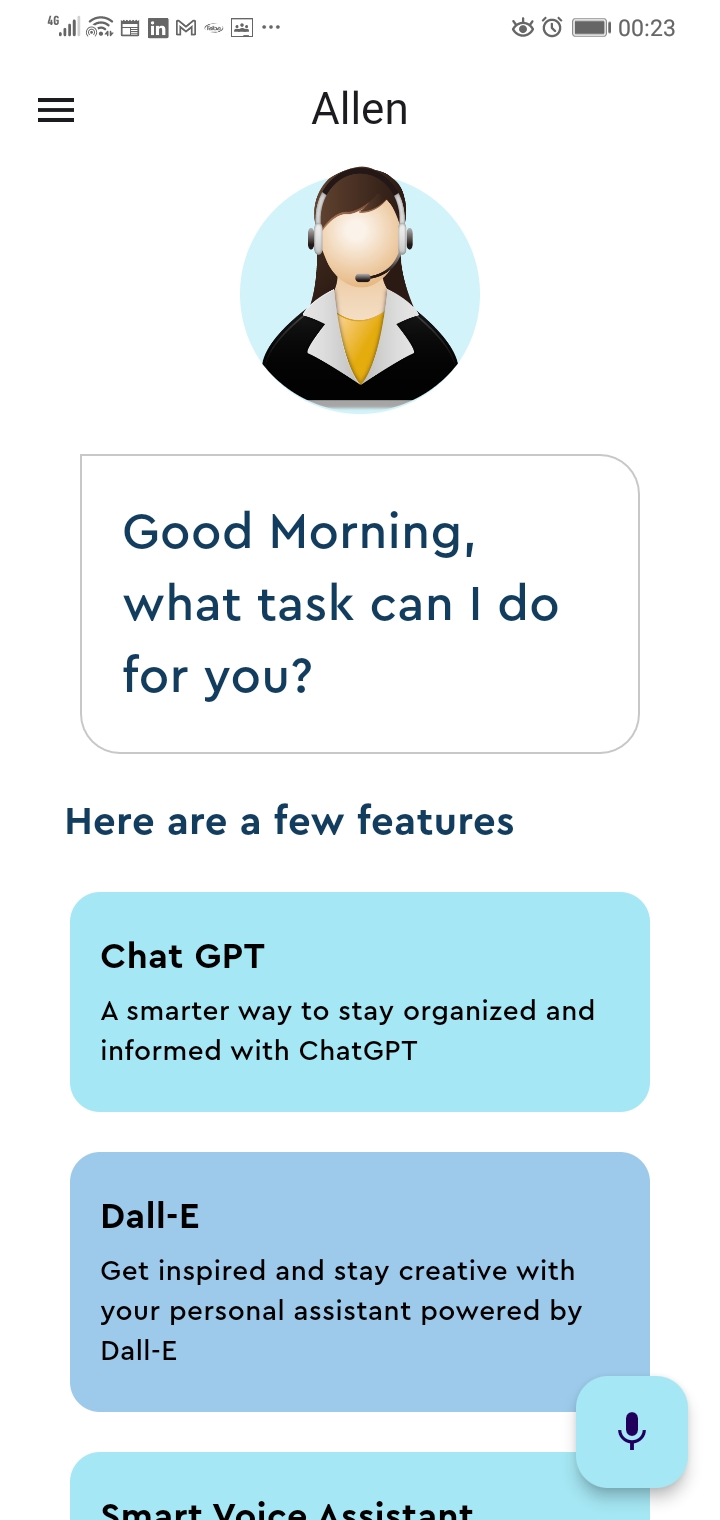 4G
00:23
Allen
Good Morning,
what task can I do
for you?
Here are a few features
Chat GPT
A smarter way to stay organized and
informed with ChatGPT
Dall-E
Get inspired and stay creative with
your personal assistant powered by
Dall-E
Smart Voice Assistant